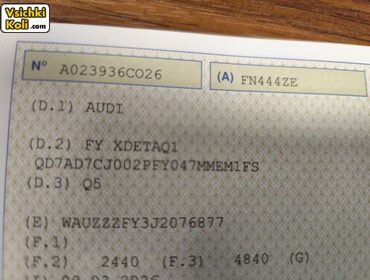 Vsichki
Koli.com
N° A023936CO26
(A) FN444ZE
(D.1) AUDI
(D.2) FY XDETAQ1
QD7AD7CJ002PFY047MMEM1FS
(D.3) Q5
(E) WAUZZZFY3J2076877
(F.1)
(F.2) 2440 (F.3) 4840 (G)